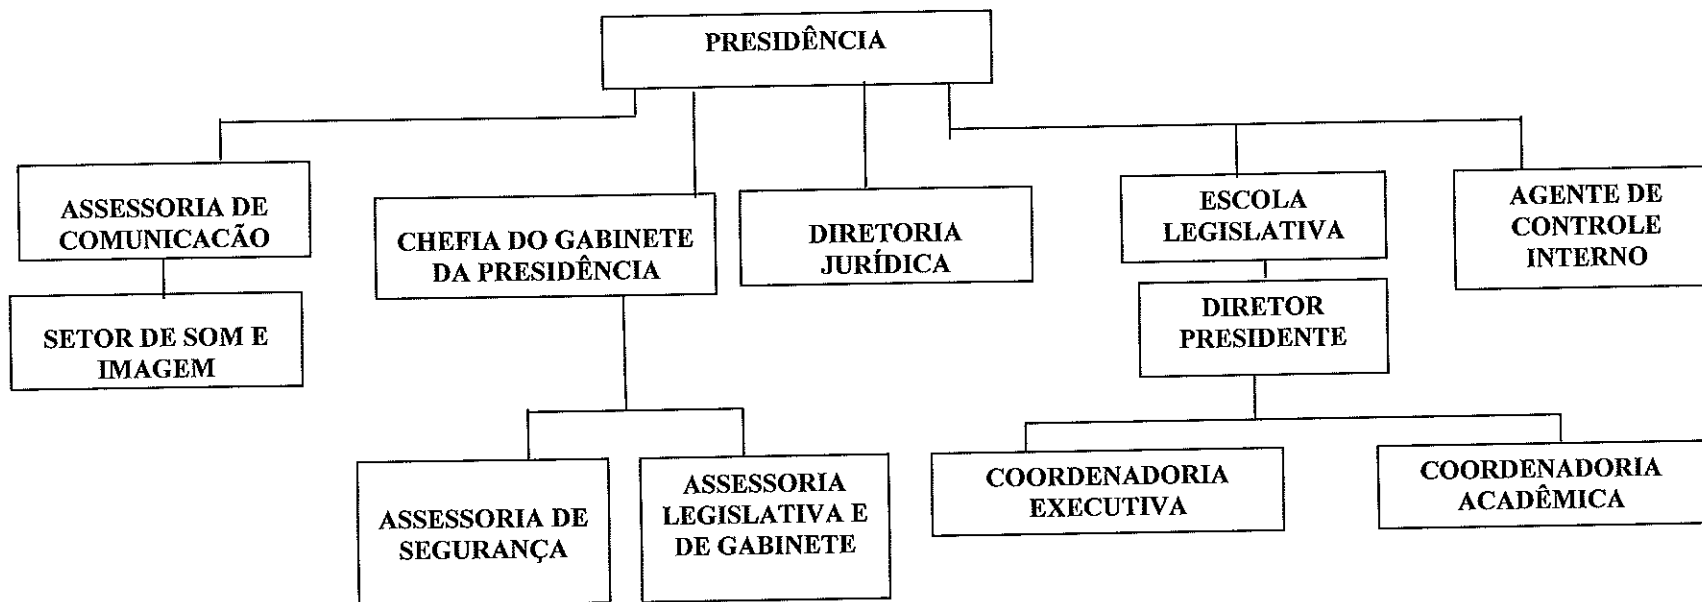 PRESIDÊNCIA
ASSESSORIA DE
COMUNICACÃO
CHEFIA DO GABINETE
DA PRESIDÊNCIA
DIRETORIA
JURÍDICA
ESCOLA
LEGISLATIVA
AGENTE DE
CONTROLE
INTERNO
SETOR DE SOM E
IMAGEM
DIRETOR
PRESIDENTE
ASSESSORIA DE
SEGURANÇA
ASSESSORIA
LEGISLATIVA E
DE GABINETE
COORDENADORIA
EXECUTIVA
COORDENADORIA
ACADÊMICA